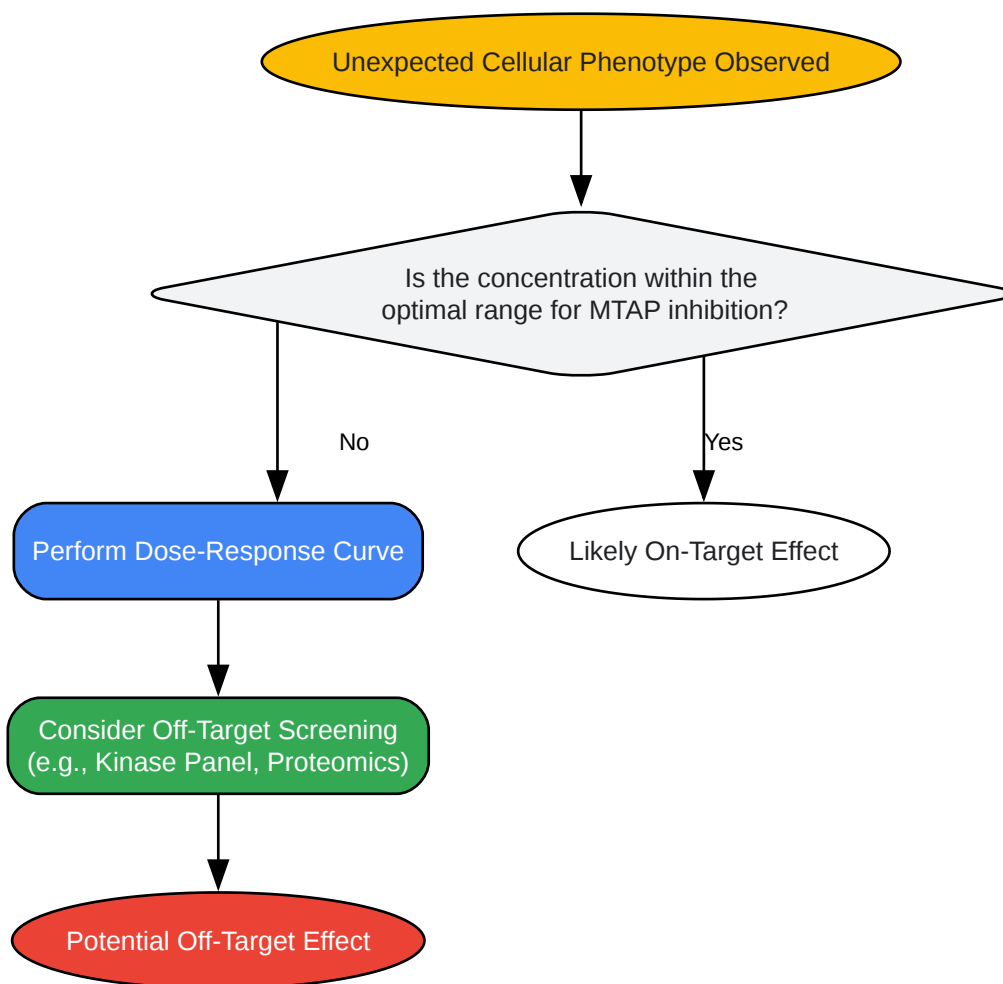 Unexpected Cellular Phenotype Observed
Is the concentration within the
optimal range for MTAP inhibition?
No
Yes
Perform Dose-Response Curve
Likely On-Target Effect
Consider Off-Target Screening
(e.g., Kinase Panel, Proteomics)
Potential Off-Target Effect